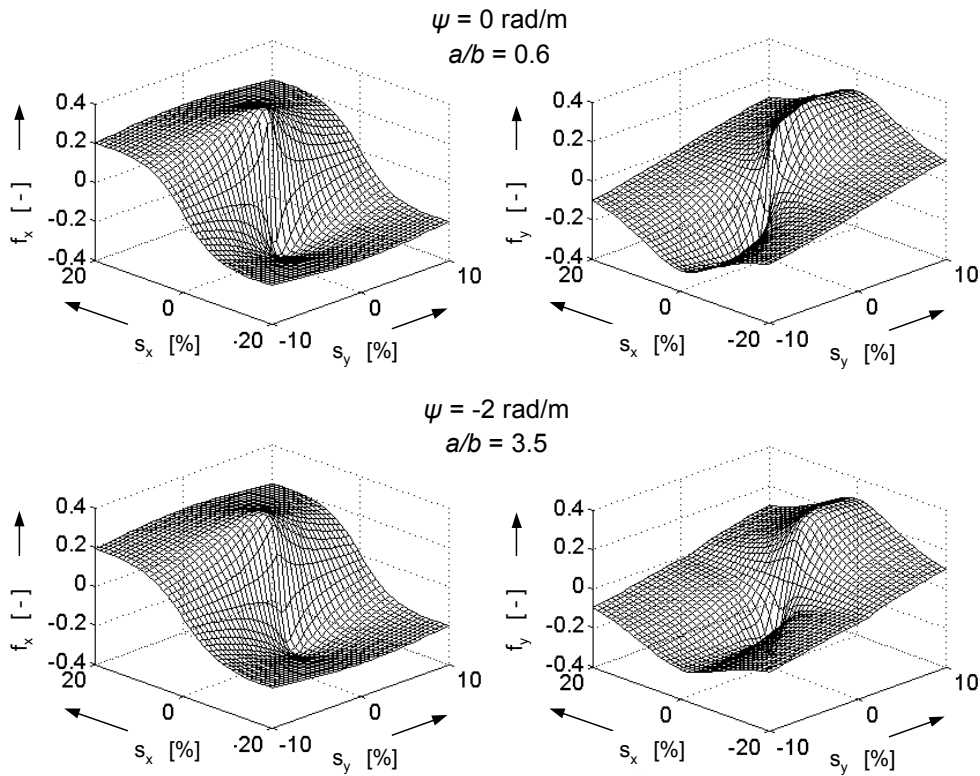 ψ = 0 rad/m
a/b = 0.6
0.4
0.2
0
-0.2
-0.4
f_x [ - ]
20
0
-20
-10
0
10
s_x [%]
s_y [%]
0.4
0.2
0
-0.2
-0.4
f_y [ - ]
20
0
-20
-10
0
10
s_x [%]
s_y [%]
ψ = -2 rad/m
a/b = 3.5
0.4
0.2
0
-0.2
-0.4
f_x [ - ]
20
0
-20
-10
0
10
s_x [%]
s_y [%]
0.4
0.2
0
-0.2
-0.4
f_y [ - ]
20
0
-20
-10
0
10
s_x [%]
s_y [%]